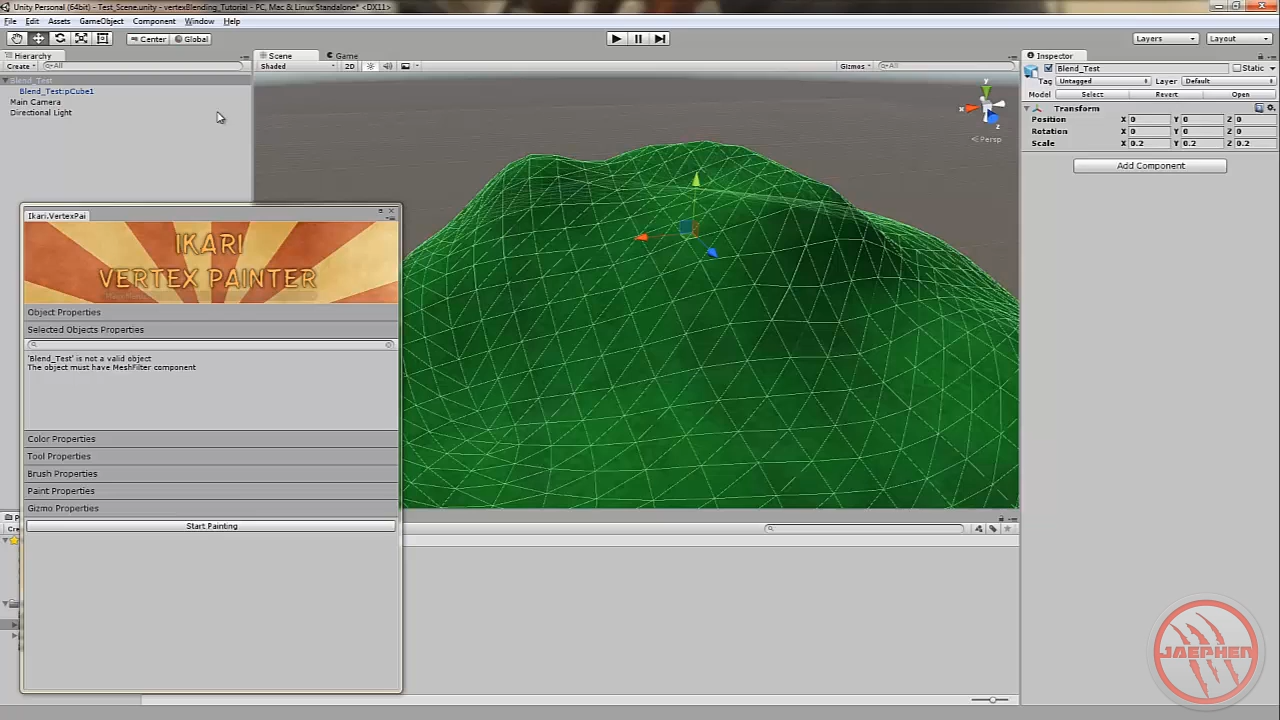 Unity Personal (64bit) - Test_Scene.unity - vertexBlending_Tutorial - PC, Mac & Linux Standalone* <DX11>
File Edit Assets GameObject Component Window Help
Center Global Layers Layout
Hierarchy Scene Game Inspector
Create All Shaded 2D Gizmos All Blend_Test Static
Blend_Test Tag Untagged Layer Default
Blend_Test:pCube1 Model Select Revert Open
Main Camera Transform
Directional Light Position X 0 Y 0 Z 0
Rotation X 0 Y 0 Z 0
Scale X 0.2 Y 0.2 Z 0.2
y
x
z
Persp
Add Component
Ikari.VertexPai
IKARI
VERTEX PAINTER
Object Properties
Selected Objects Properties
'Blend_Test' is not a valid object
The object must have MeshFilter component
Color Properties
Tool Properties
Brush Properties
Paint Properties
Gizmo Properties
Start Painting
JAEPHEN